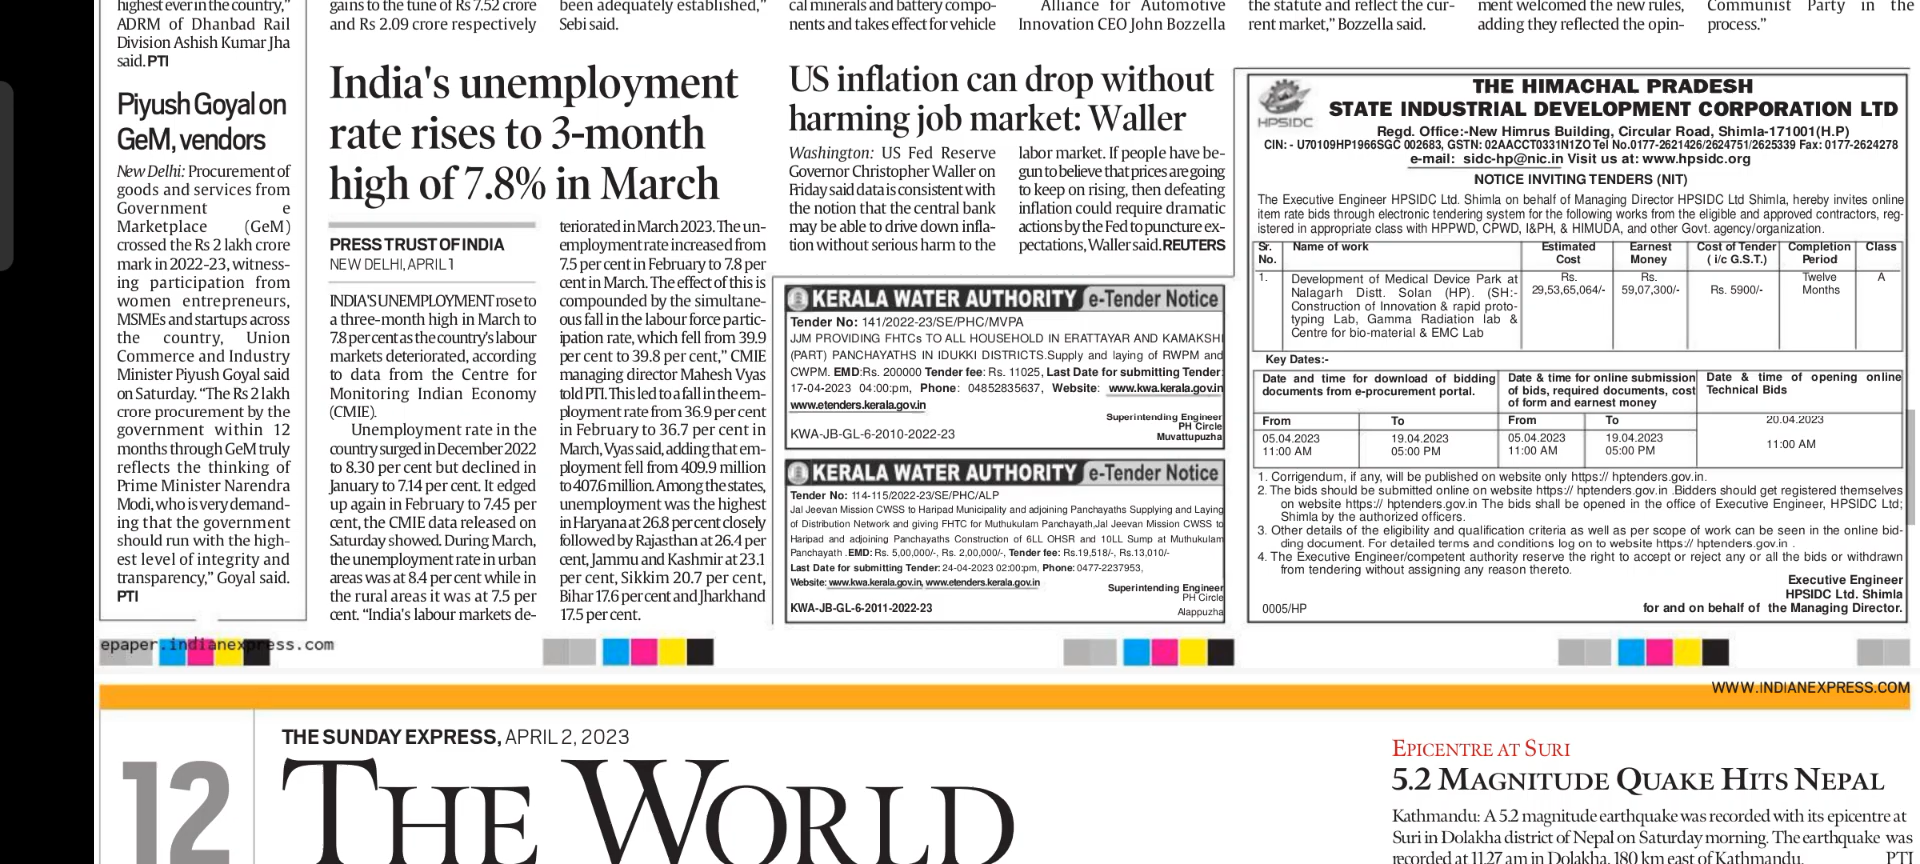 highest ever in the country,"
ADRM of Dhanbad Rail
Division Ashish Kumar Jha
said. PTI
Piyush Goyal on
GeM, vendors
New Delhi: Procurement of
goods and services from
Government e
Marketplace (GeM)
crossed the Rs 2 lakh crore
mark in 2022-23, witness-
ing participation from
women entrepreneurs,
MSMEs and startups across
the country, Union
Commerce and Industry
Minister Piyush Goyal said
on Saturday. "The Rs 2 lakh
crore procurement by the
government within 12
months through GeM truly
reflects the thinking of
Prime Minister Narendra
Modi, who is very demand-
ing that the government
should run with the high-
est level of integrity and
transparency," Goyal said.
PTI
gains to the tune of Rs 7.52 crore
and Rs 2.09 crore respectively
been adequately established,"
Sebi said.
India's unemployment
rate rises to 3-month
high of 7.8% in March
PRESS TRUST OF INDIA
NEW DELHI, APRIL 1
INDIA'S UNEMPLOYMENT rose to
a three-month high in March to
7.8 per cent as the country's labour
markets deteriorated, according
to data from the Centre for
Monitoring Indian Economy
(CMIE).
Unemployment rate in the
country surged in December 2022
to 8.30 per cent but declined in
January to 7.14 per cent. It edged
up again in February to 7.45 per
cent, the CMIE data released on
Saturday showed. During March,
the unemployment rate in urban
areas was at 8.4 per cent while in
the rural areas it was at 7.5 per
cent. "India's labour markets de-
teriorated in March 2023. The un-
employment rate increased from
7.5 per cent in February to 7.8 per
cent in March. The effect of this is
compounded by the simultane-
ous fall in the labour force partic-
ipation rate, which fell from 39.9
per cent to 39.8 per cent," CMIE
managing director Mahesh Vyas
told PTI. This led to a fall in the em-
ployment rate from 36.9 per cent
in February to 36.7 per cent in
March, Vyas said, adding that em-
ployment fell from 409.9 million
to 407.6 million. Among the states,
unemployment was the highest
in Haryana at 26.8 per cent closely
followed by Rajasthan at 26.4 per
cent, Jammu and Kashmir at 23.1
per cent, Sikkim 20.7 per cent,
Bihar 17.6 per cent and Jharkhand
17.5 per cent.
cal minerals and battery compo-
nents and takes effect for vehicle
Alliance for Automotive
Innovation CEO John Bozzella
the statute and reflect the cur-
rent market," Bozzella said.
ment welcomed the new rules,
adding they reflected the opin-
Communist Party in the
process."
US inflation can drop without
harming job market: Waller
Washington: US Fed Reserve
Governor Christopher Waller on
Friday said data is consistent with
the notion that the central bank
may be able to drive down infla-
tion without serious harm to the
labor market. If people have be-
gun to believe that prices are going
to keep on rising, then defeating
inflation could require dramatic
actions by the Fed to puncture ex-
pectations, Waller said. REUTERS
KERALA WATER AUTHORITY e-Tender Notice
Tender No: 141/2022-23/SE/PHC/MVPA
JJM PROVIDING FHTCs TO ALL HOUSEHOLD IN ERATTAYAR AND KAMAKSHI
(PART) PANCHAYATHS IN IDUKKI DISTRICTS.Supply and laying of RWPM and
CWPM. EMD:Rs. 200000 Tender fee: Rs. 11025, Last Date for submitting Tender:
17-04-2023 04:00:pm, Phone: 04852835637, Website: www.kwa.kerala.gov.in
www.etenders.kerala.gov.in
Superintending Engineer
PH Circle
Muvattupuzha
KWA-JB-GL-6-2010-2022-23
KERALA WATER AUTHORITY e-Tender Notice
Tender No: 114-115/2022-23/SE/PHC/ALP
Jal Jeevan Mission CWSS to Haripad Municipality and adjoining Panchayaths Supplying and Laying
of Distribution Network and giving FHTC for Muthukulam Panchayath,Jal Jeevan Mission CWSS to
Haripad and adjoining Panchayaths Construction of 6LL OHSR and 10LL Sump at Muthukulam
Panchayath .EMD: Rs. 5,00,000/-, Rs. 2,00,000/-, Tender fee: Rs.19,518/-, Rs.13,010/-
Last Date for submitting Tender: 24-04-2023 02:00:pm, Phone: 0477-2237953,
Website: www.kwa.kerala.gov.in, www.etenders.kerala.gov.in
Superintending Engineer
PH Circle
Alappuzha
KWA-JB-GL-6-2011-2022-23
HPSIDC
THE HIMACHAL PRADESH
STATE INDUSTRIAL DEVELOPMENT CORPORATION LTD
Regd. Office:-New Himrus Building, Circular Road, Shimla-171001(H.P)
CIN: - U70109HP1966SGC 002683, GSTN: 02AACCT0331N1ZO Tel No.0177-2621426/2624751/2625339 Fax: 0177-2624278
e-mail: sidc-hp@nic.in Visit us at: www.hpsidc.org
NOTICE INVITING TENDERS (NIT)
The Executive Engineer HPSIDC Ltd. Shimla on behalf of Managing Director HPSIDC Ltd Shimla, hereby invites online
item rate bids through electronic tendering system for the following works from the eligible and approved contractors, reg-
istered in appropriate class with HPPWD, CPWD, I&PH, & HIMUDA, and other Govt. agency/organization.
Sr. No. Name of work Estimated Cost Earnest Money Cost of Tender ( i/c G.S.T.) Completion Period Class
1. Development of Medical Device Park at Rs. Rs. Twelve A
Nalagarh Distt. Solan (HP). (SH:- 29,53,65,064/- 59,07,300/- Rs. 5900/- Months
Construction of Innovation & rapid proto-
typing Lab, Gamma Radiation lab &
Centre for bio-material & EMC Lab
Key Dates:-
Date and time for download of bidding
documents from e-procurement portal.
Date & time for online submission
of bids, required documents, cost
of form and earnest money
Date & time of opening online
Technical Bids
From To From To 20.04.2023
05.04.2023 19.04.2023 05.04.2023 19.04.2023 11:00 AM
11:00 AM 05:00 PM 11:00 AM 05:00 PM
1. Corrigendum, if any, will be published on website only https:// hptenders.gov.in.
2. The bids should be submitted online on website https:// hptenders.gov.in .Bidders should get registered themselves
on website https:// hptenders.gov.in The bids shall be opened in the office of Executive Engineer, HPSIDC Ltd;
Shimla by the authorized officers.
3. Other details of the eligibility and qualification criteria as well as per scope of work can be seen in the online bid-
ding document. For detailed terms and conditions log on to website https:// hptenders.gov.in .
4. The Executive Engineer/competent authority reserve the right to accept or reject any or all the bids or withdrawn
from tendering without assigning any reason thereto.
Executive Engineer
HPSIDC Ltd. Shimla
0005/HP for and on behalf of the Managing Director.
epaper.indianexpress.com
WWW.INDIANEXPRESS.COM
12
THE SUNDAY EXPRESS, APRIL 2, 2023
THE WORLD
EPICENTRE AT SURI
5.2 MAGNITUDE QUAKE HITS NEPAL
Kathmandu: A 5.2 magnitude earthquake was recorded with its epicentre at
Suri in Dolakha district of Nepal on Saturday morning. The earthquake was
recorded at 11.27 am in Dolakha, 180 km east of Kathmandu. PTI